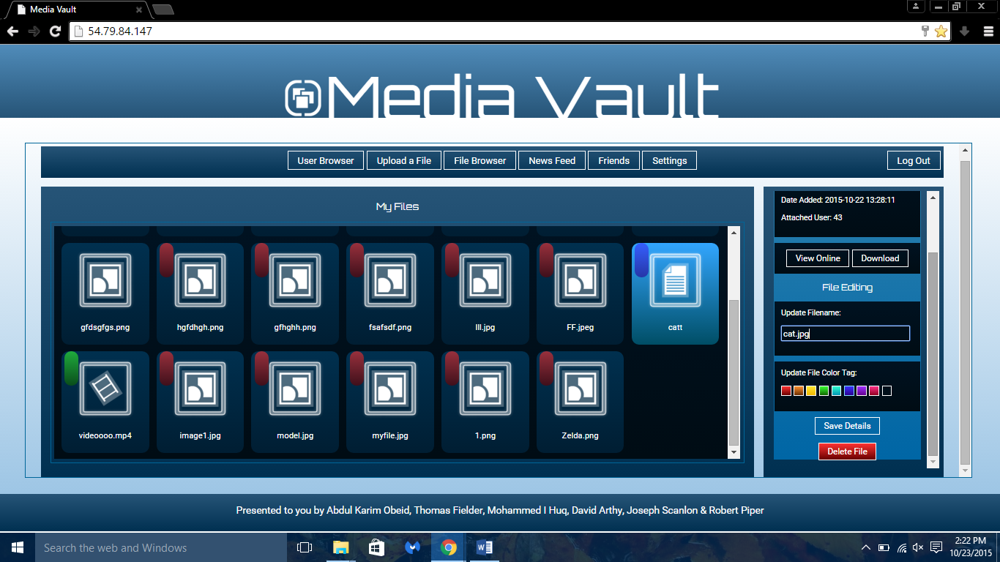 Media Vault
54.79.84.147
Media Vault
User Browser Upload a File File Browser News Feed Friends Settings Log Out
My Files
gfdsgfgs.png hgfdhgh.png gfhghh.png fsafsdf.png FF.jpeg catt
videoooo.mp4 image1.jpg model.jpg myfile.jpg 1.png Zelda.png
Date Added: 2015-10-22 13:28:11
Attached User: 43
View Online Download
File Editing
Update Filename:
cat.jpg
Update File Color Tag:
Save Details
Delete File
Presented to you by Abdul Karim Obeid, Thomas Fielder, Mohammed I Huq, David Arthy, Joseph Scanlon & Robert Piper
Search the web and Windows
2:22 PM
10/23/2015